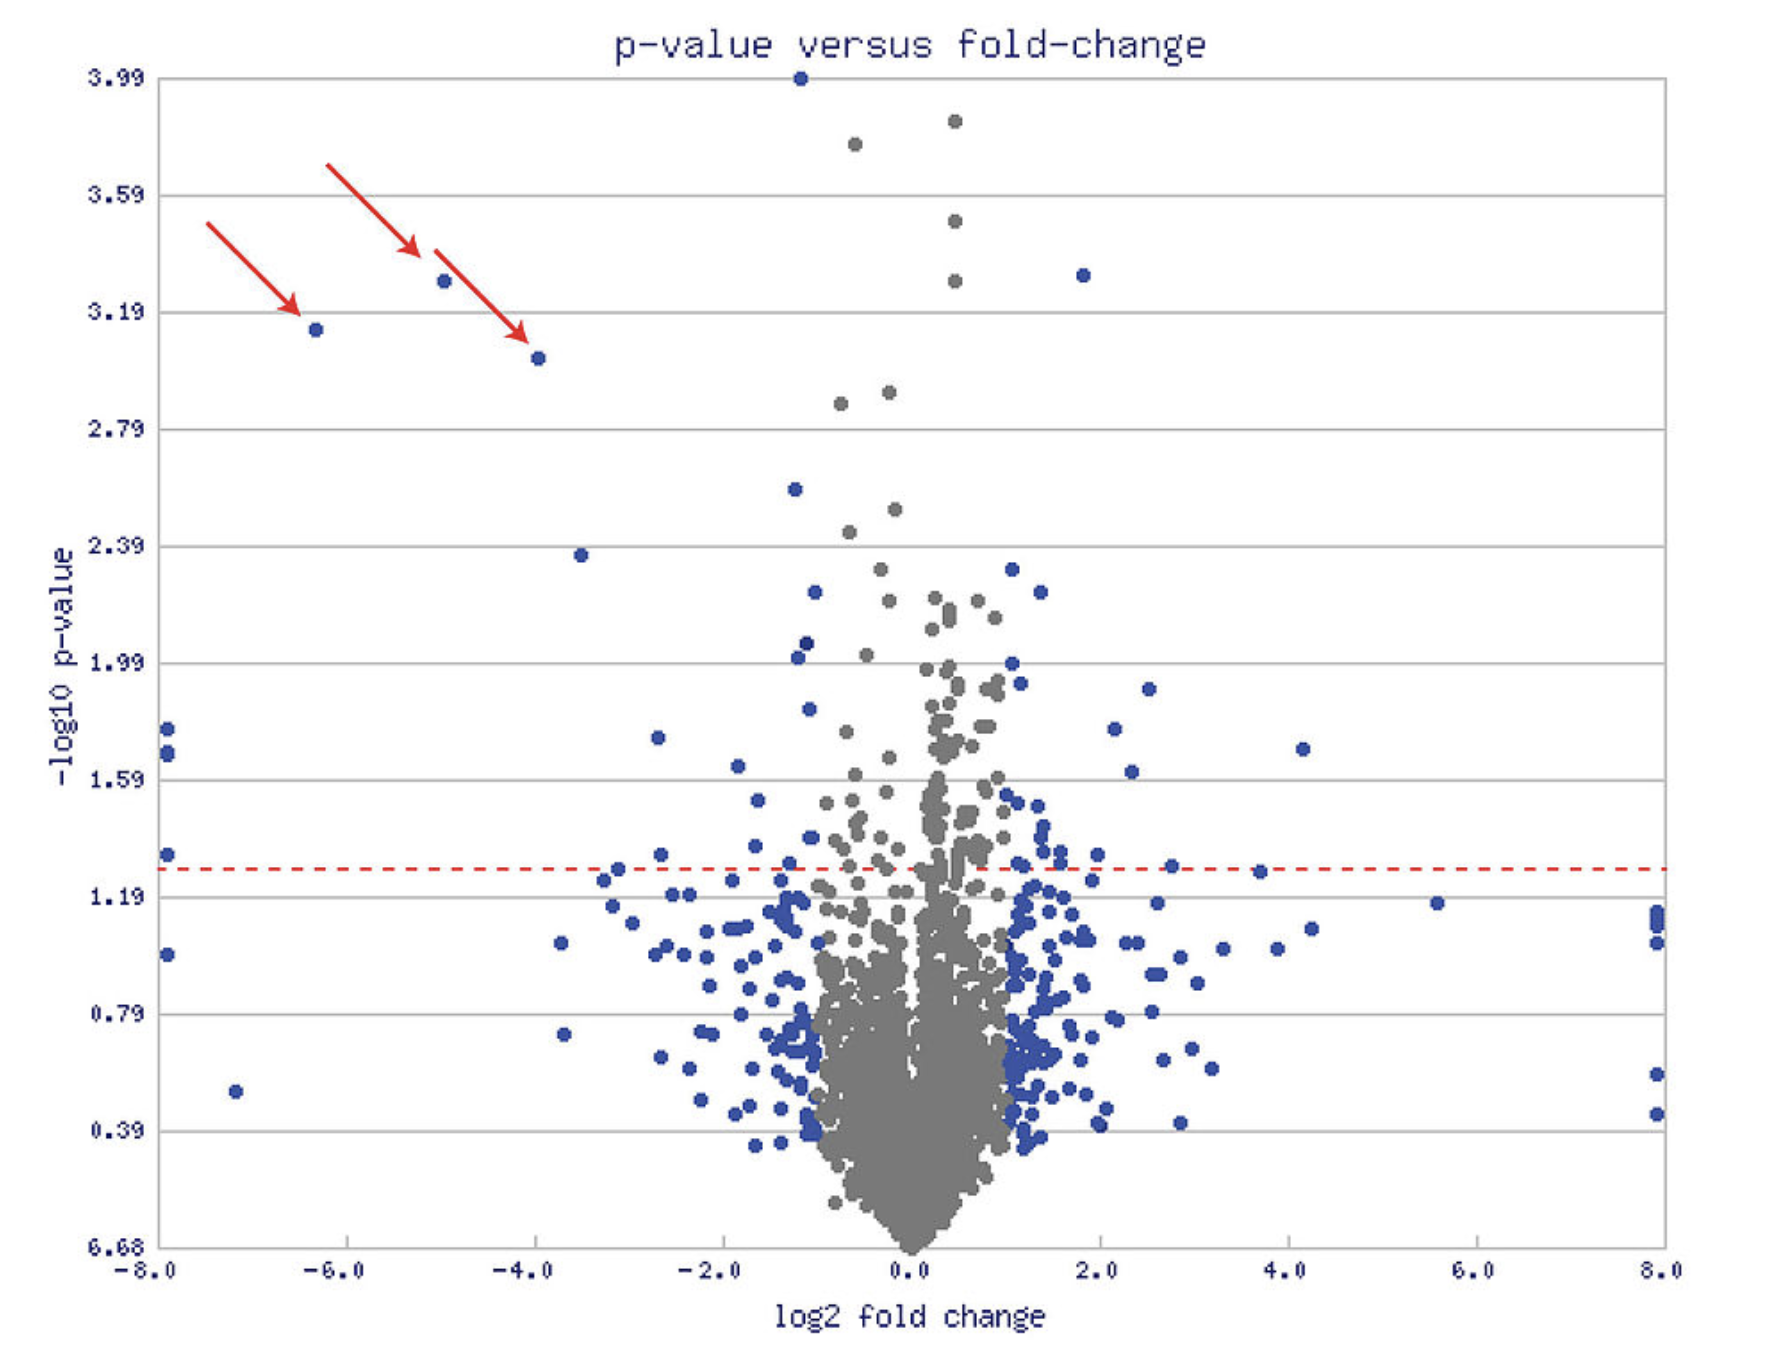 p-value versus fold-change
3.99
3.59
3.19
2.79
2.39
1.99
1.59
1.19
0.79
0.39
6.68
-log10 p-value
-8.0 -6.0 -4.0 -2.0 0.0 2.0 4.0 6.0 8.0
log2 fold change